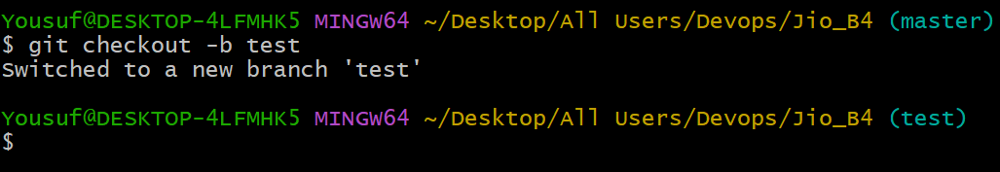 Yousuf@DESKTOP-4LFMHK5 MINGW64 ~/Desktop/All Users/Devops/Jio_B4 (master)
$ git checkout -b test
Switched to a new branch 'test'
Yousuf@DESKTOP-4LFMHK5 MINGW64 ~/Desktop/All Users/Devops/Jio_B4 (test)
$